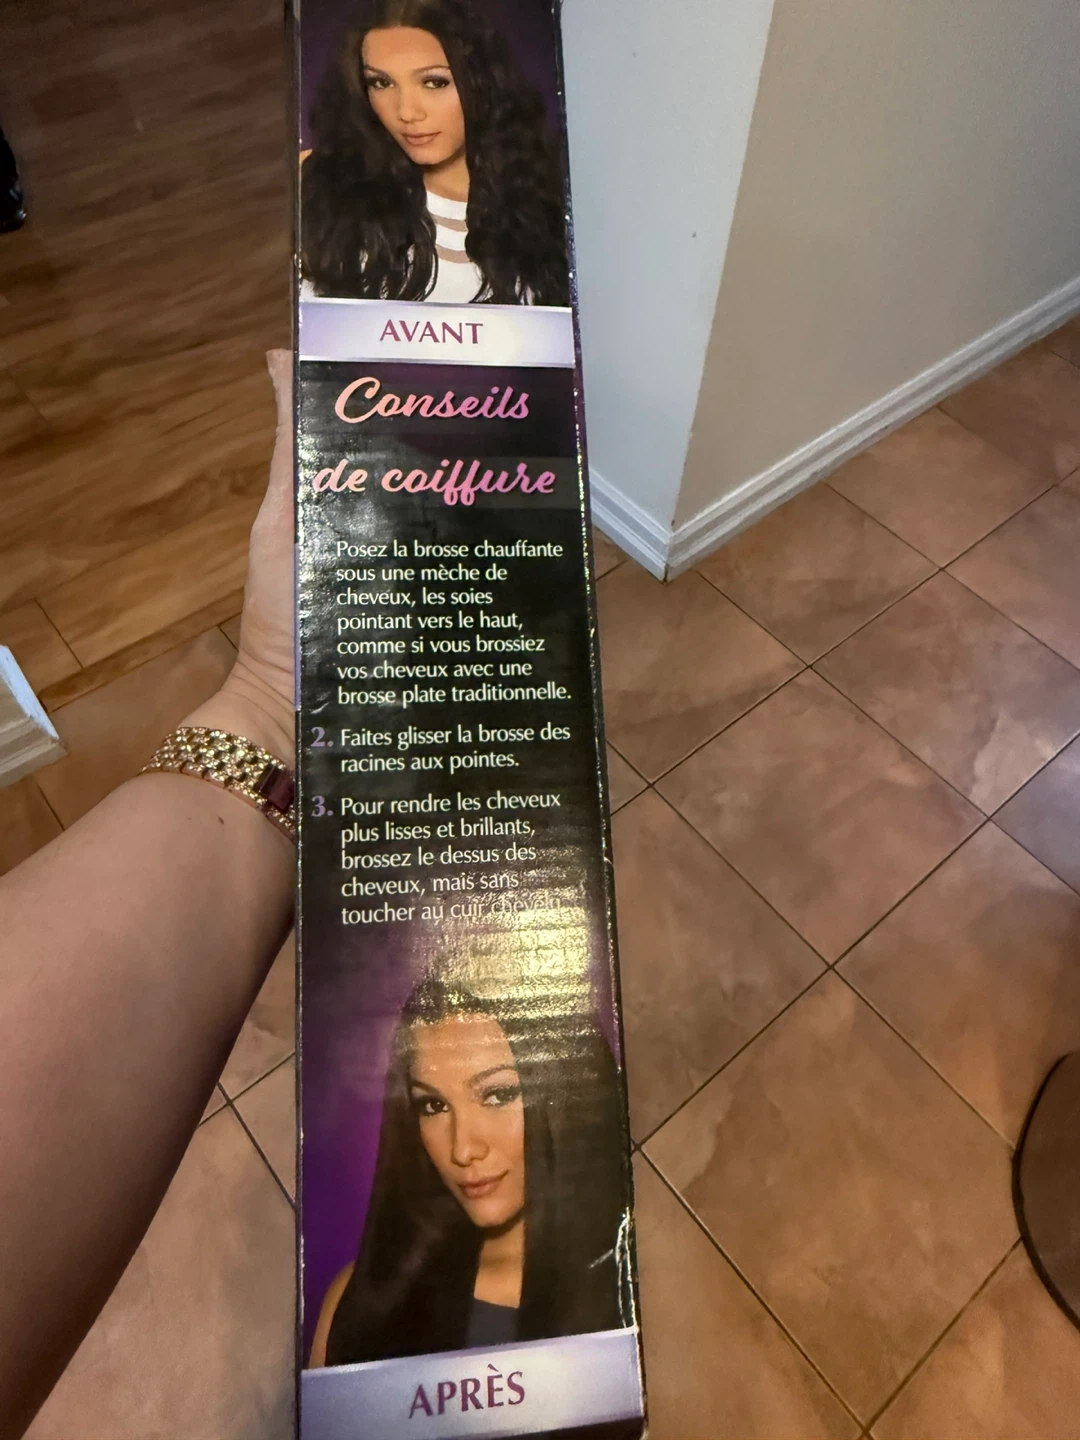 AVANT
Conseils
de coiffure
Posez la brosse chauffante
sous une mèche de
cheveux, les soies
pointant vers le haut,
comme si vous brossiez
vos cheveux avec une
brosse plate traditionnelle.
2. Faites glisser la brosse des
racines aux pointes.
3. Pour rendre les cheveux
plus lisses et brillants,
brossez le dessus des
cheveux, mais sans
toucher au cuir chevelu.
APRÈS